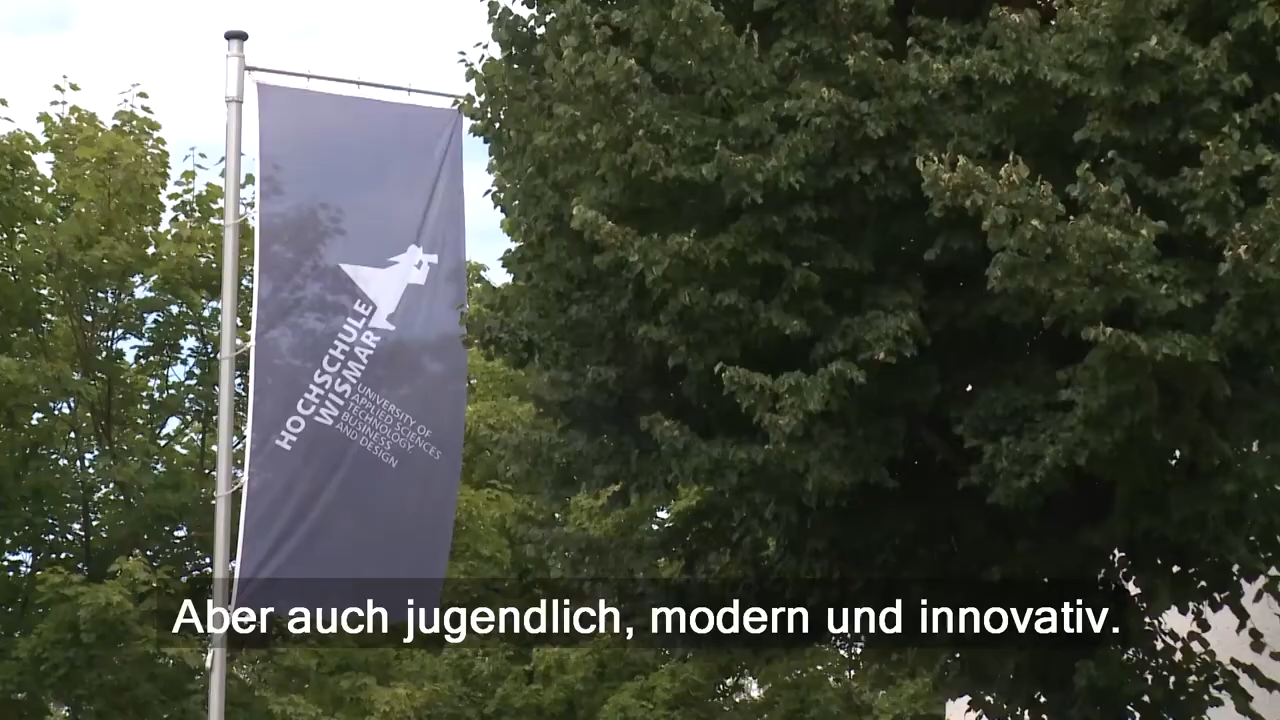 HOCHSCHULE
WISMAR
UNIVERSITY OF
APPLIED SCIENCES
TECHNOLOGY,
BUSINESS
AND DESIGN
Aber auch jugendlich, modern und innovativ.